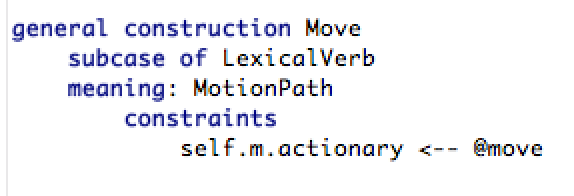 general construction Move
subcase of LexicalVerb
meaning: MotionPath
constraints
self.m.actionary <-- @move